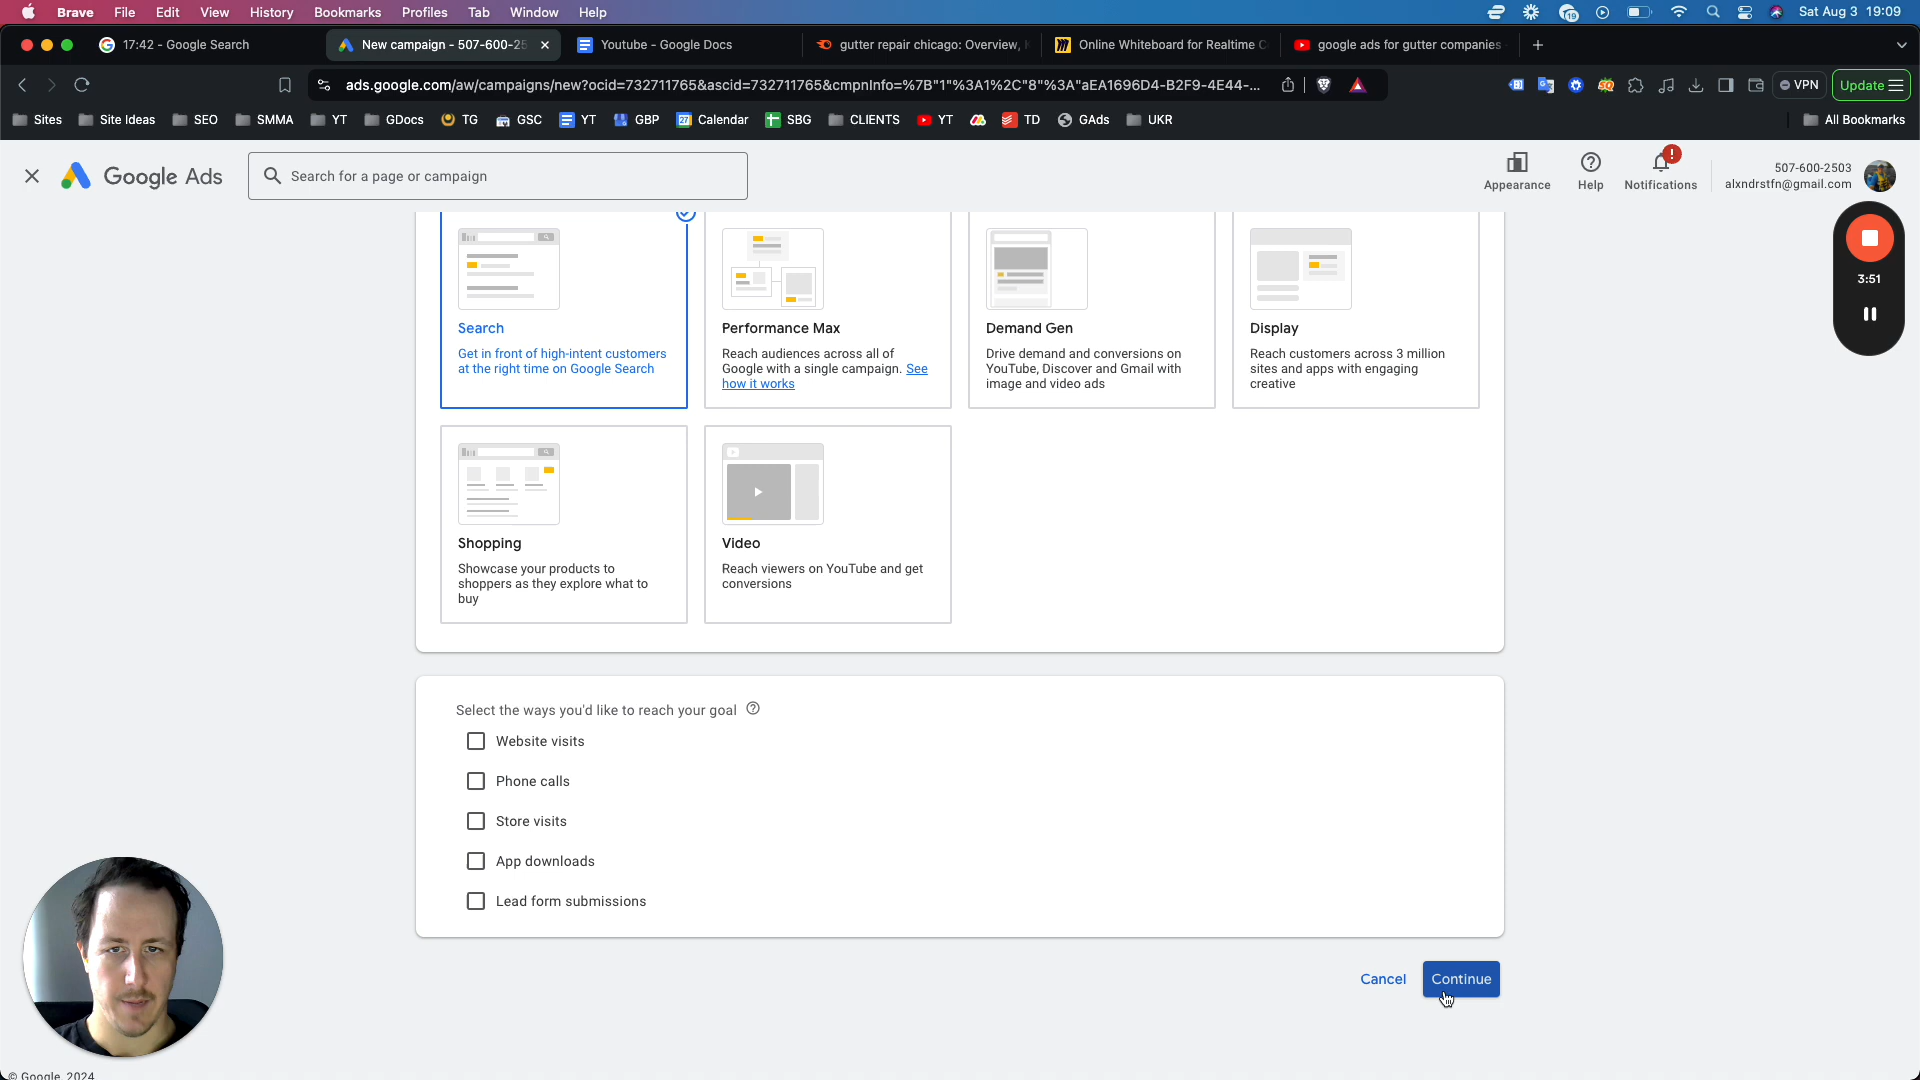 Brave File Edit View History Bookmarks Profiles Tab Window Help
19
Sat Aug 3 19:09
17:42 - Google Search
New campaign - 507-600-25
Youtube - Google Docs
gutter repair chicago: Overview,
Online Whiteboard for Realtime C
google ads for gutter companies
ads.google.com/aw/campaigns/new?ocid=732711765&ascid=732711765&cmpnInfo=%7B"1"%3A1%2C"8"%3A"aEA1696D4-B2F9-4E44-...
VPN
Update
Sites Site Ideas SEO SMMA YT GDocs TG GSC YT GBP Calendar SBG CLIENTS YT TD GAds UKR
All Bookmarks
Google Ads
Search for a page or campaign
Appearance
Help
!
Notifications
507-600-2503
alxndrstfn@gmail.com
3:51
Search
Get in front of high-intent customers
at the right time on Google Search
Performance Max
Reach audiences across all of
Google with a single campaign. See
how it works
Demand Gen
Drive demand and conversions on
YouTube, Discover and Gmail with
image and video ads
Display
Reach customers across 3 million
sites and apps with engaging
creative
Shopping
Showcase your products to
shoppers as they explore what to
buy
Video
Reach viewers on YouTube and get
conversions
Select the ways you'd like to reach your goal
Website visits
Phone calls
Store visits
App downloads
Lead form submissions
Cancel
Continue
© Google, 2024